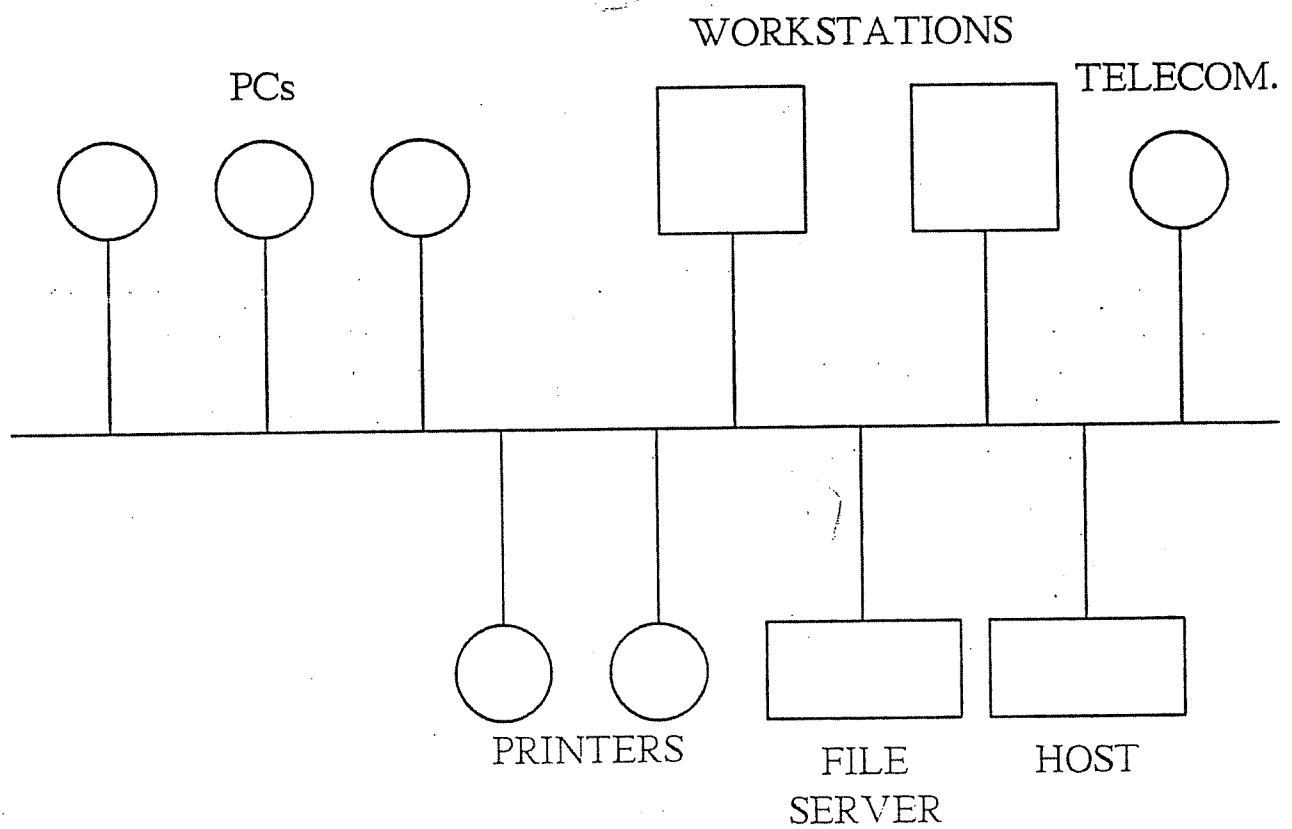 WORKSTATIONS
PCs
TELECOM.
PRINTERS
FILE
SERVER
HOST